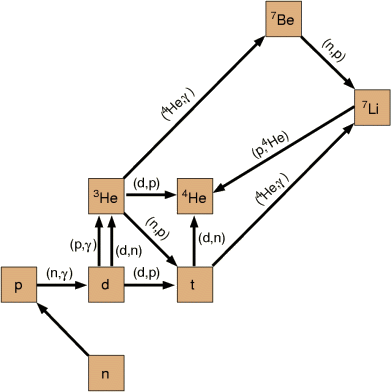 ⁷Be
(n,p)
⁷Li
(⁴He,γ)
(p,⁴He)
³He
(d,p)
⁴He
(⁴He,γ)
(n,p)
(p,γ)
(d,n)
(d,n)
p
(n,γ)
d
(d,p)
t
n